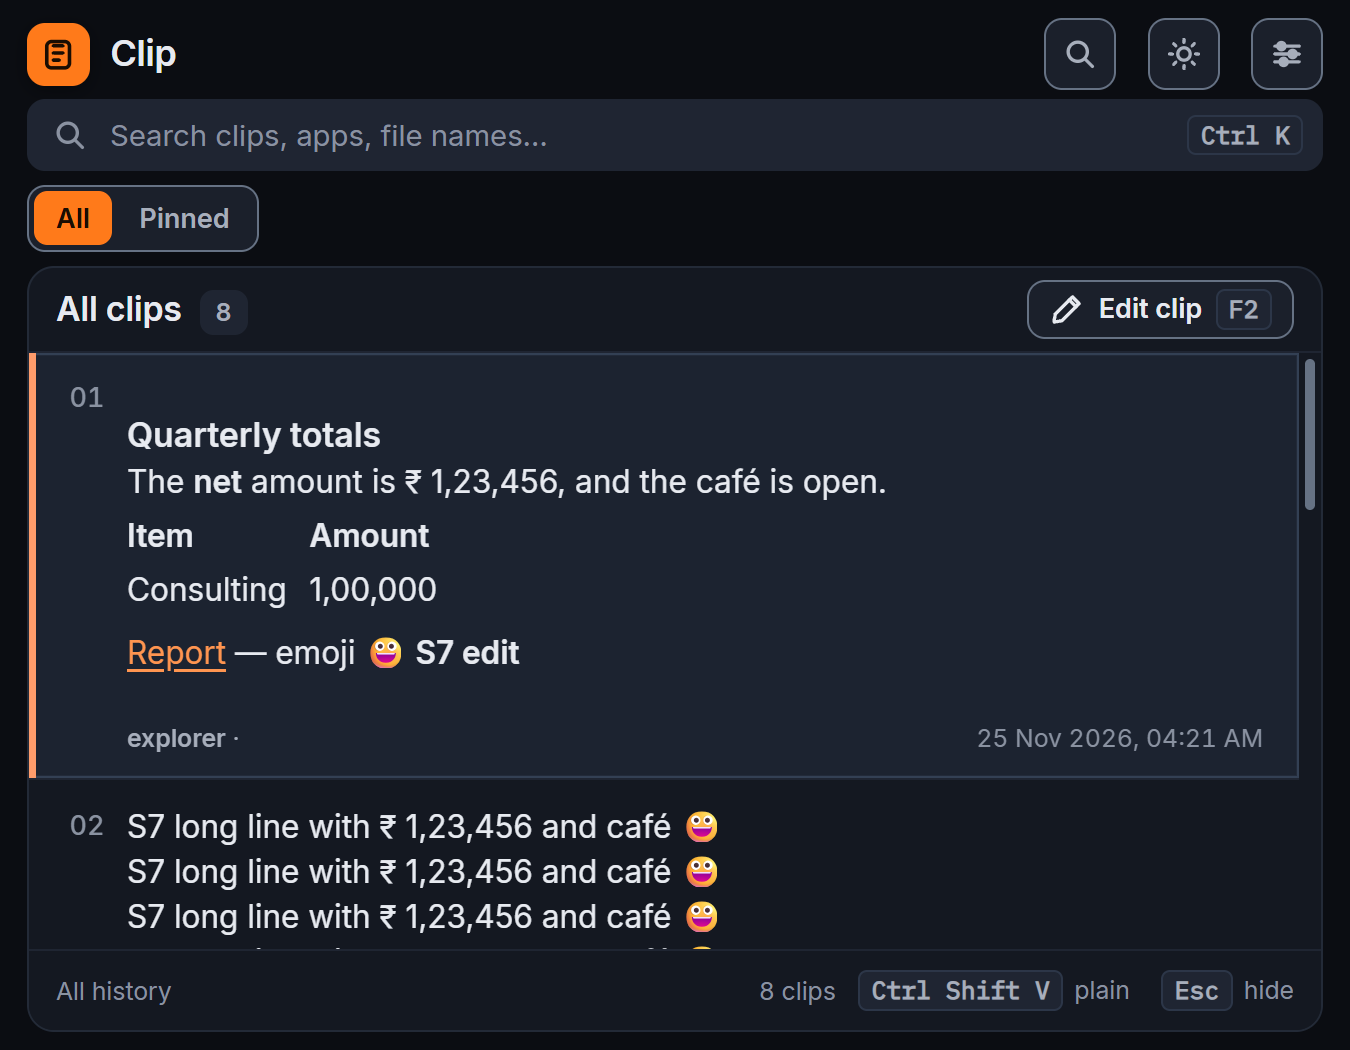 Clip
Search clips, apps, file names...
Ctrl K
All
Pinned
All clips 8
Edit clip F2
01
Quarterly totals
The net amount is ₹ 1,23,456, and the café is open.
Item Amount
Consulting 1,00,000
Report — emoji 😀 S7 edit
explorer · 25 Nov 2026, 04:21 AM
02 S7 long line with ₹ 1,23,456 and café 😀
S7 long line with ₹ 1,23,456 and café 😀
S7 long line with ₹ 1,23,456 and café 😀
All history 8 clips Ctrl Shift V plain Esc hide